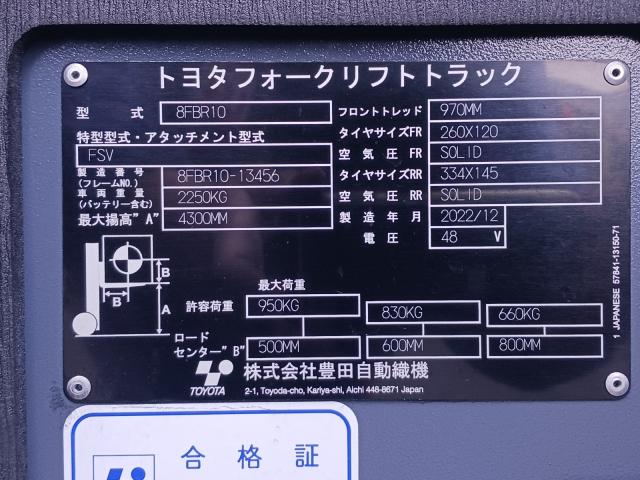 トヨタフォークリフトトラック
型 式 8FBR10
特型型式・アタッチメント型式
FSV
製造番号
(フレームNO.) 8FBR10-13456
車両重量
(バッテリー含む) 2250KG
最大揚高"A" 4300MM
フロントトレッド 970MM
タイヤサイズFR 260X120
空気圧 FR SOLID
タイヤサイズRR 334X145
空気圧 RR SOLID
製造年月 2022/12
電圧 48 V
B
B
A
最大荷重
許容荷重 950KG 830KG 660KG
ロード
センター"B" 500MM 600MM 800MM
TOYOTA
株式会社豊田自動織機
2-1, Toyoda-cho, Kariya-shi, Aichi 448-8671 Japan
1 JAPANESE 57841-13150-71
合格証